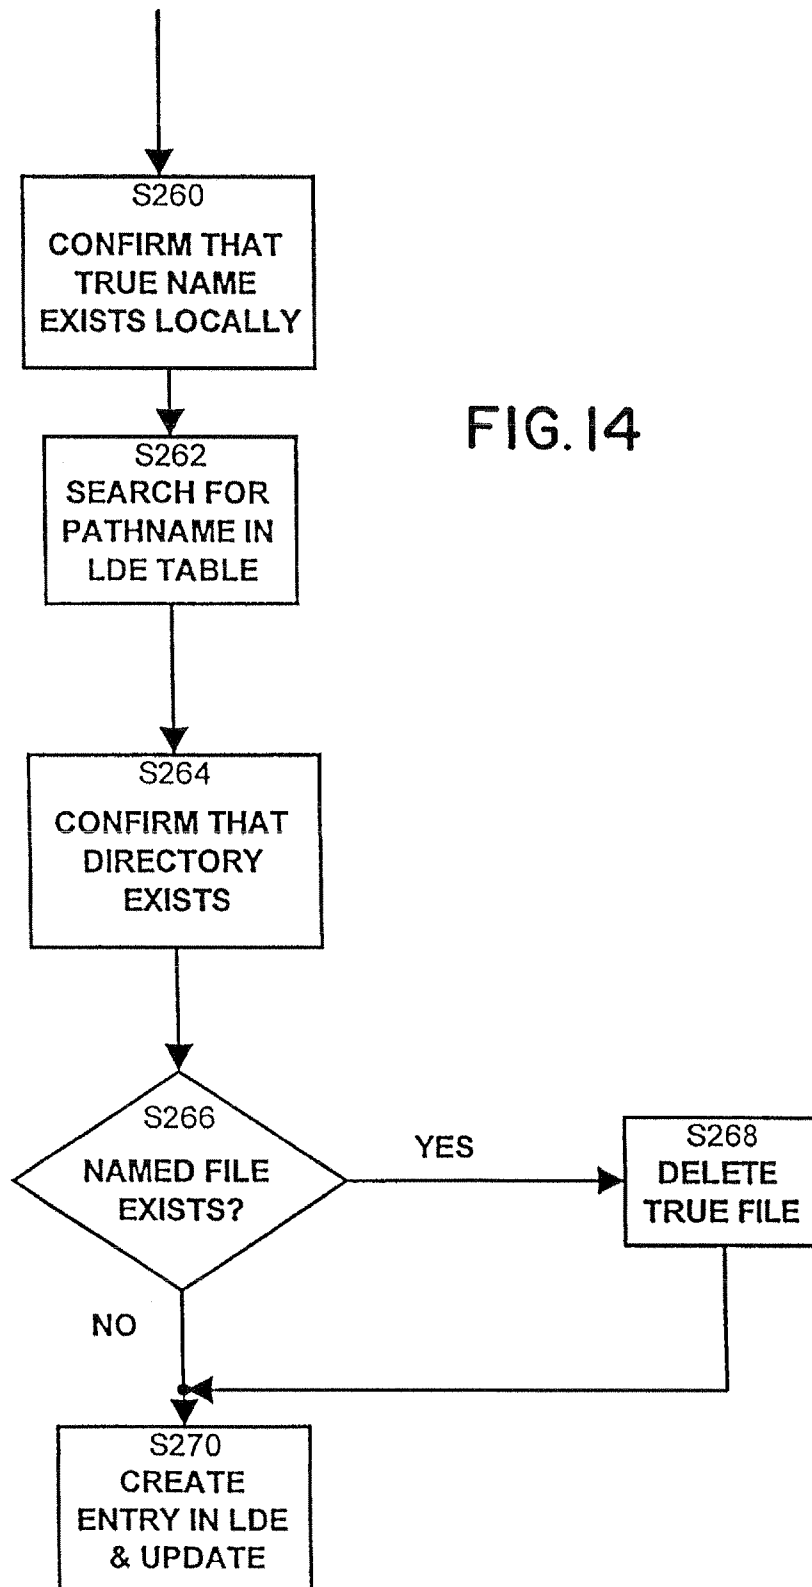 S260
CONFIRM THAT
TRUE NAME
EXISTS LOCALLY
FIG. 14
S262
SEARCH FOR
PATHNAME IN
LDE TABLE
S264
CONFIRM THAT
DIRECTORY
EXISTS
S266
NAMED FILE
EXISTS?
YES
S268
DELETE
TRUE FILE
NO
S270
CREATE
ENTRY IN LDE
& UPDATE